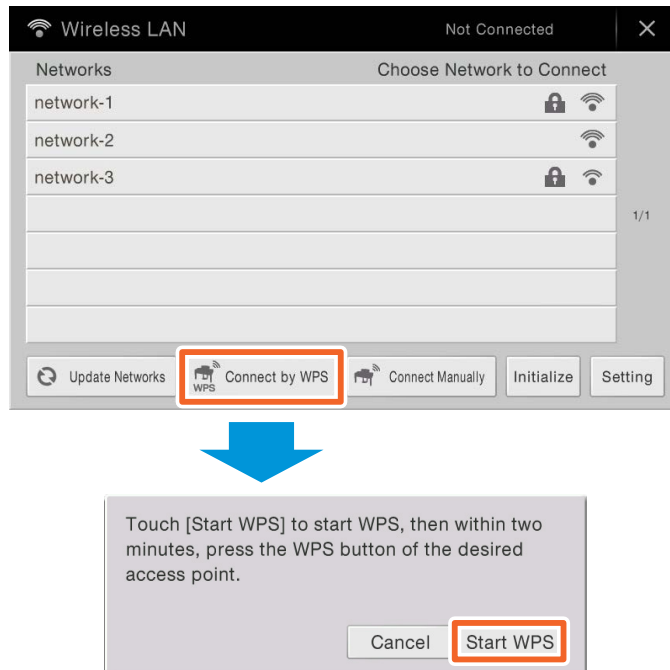 Wireless LAN Not Connected
Networks Choose Network to Connect
network-1
network-2
network-3
1/1
Update Networks WPS Connect by WPS Connect Manually Initialize Setting
Touch [Start WPS] to start WPS, then within two
minutes, press the WPS button of the desired
access point.
Cancel Start WPS